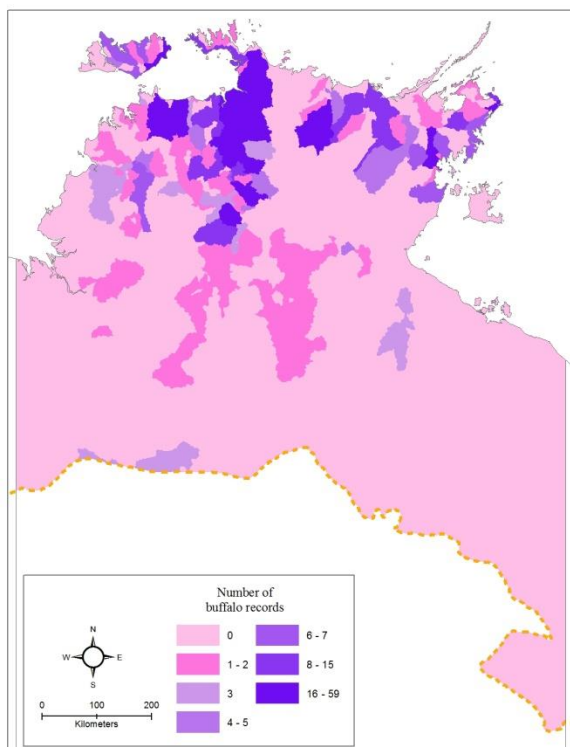 Number of
buffalo records
0
1 - 2
3
4 - 5
6 - 7
8 - 15
16 - 59
N
W
E
S
0
100
200
Kilometers